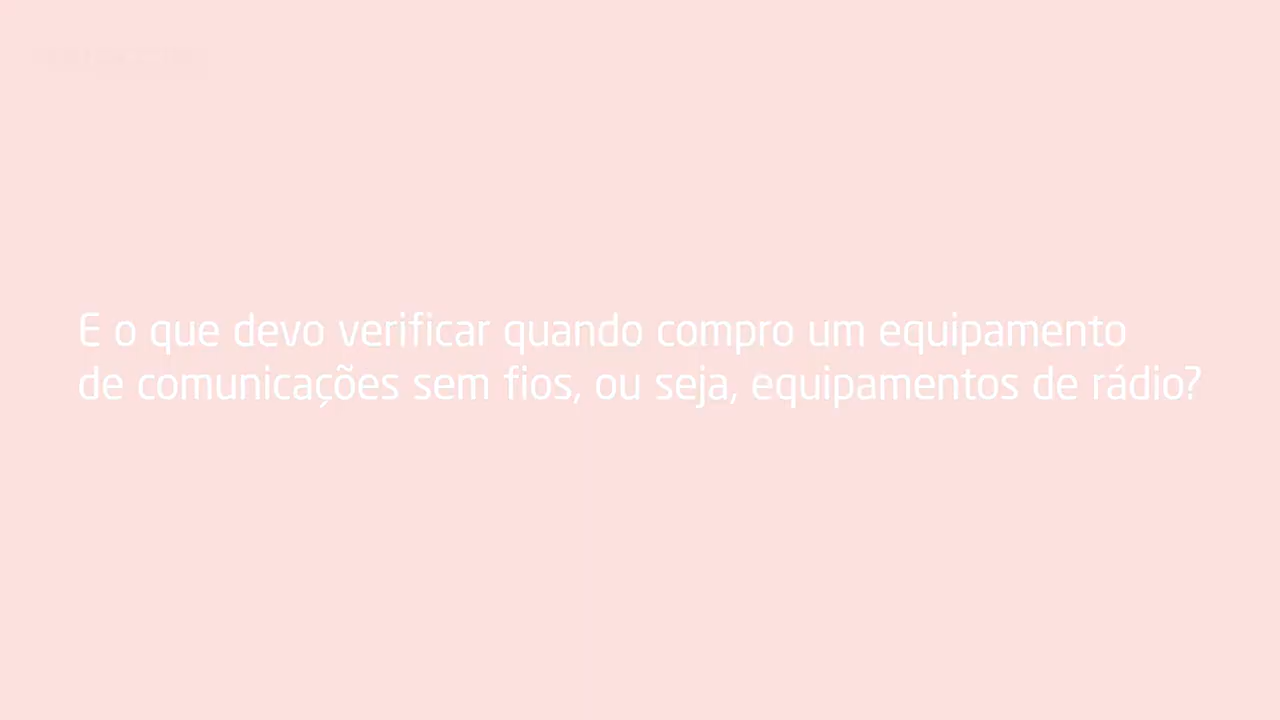 E o que devo verificar quando compro um equipamento
de comunicações sem fios, ou seja, equipamentos de rádio?